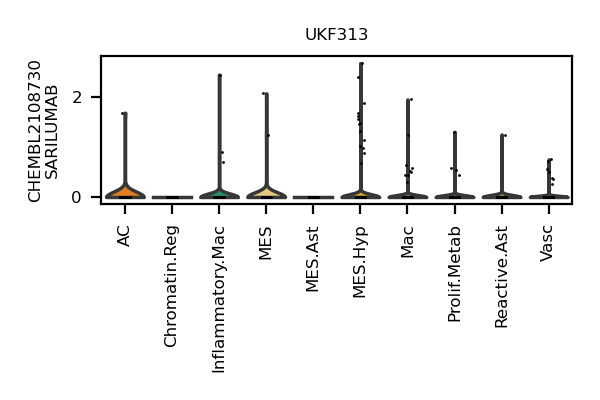 UKF313
CHEMBL2108730
SARILUMAB
2
0
AC
Chromatin.Reg
Inflammatory.Mac
MES
MES.Ast
MES.Hyp
Mac
Prolif.Metab
Reactive.Ast
Vasc